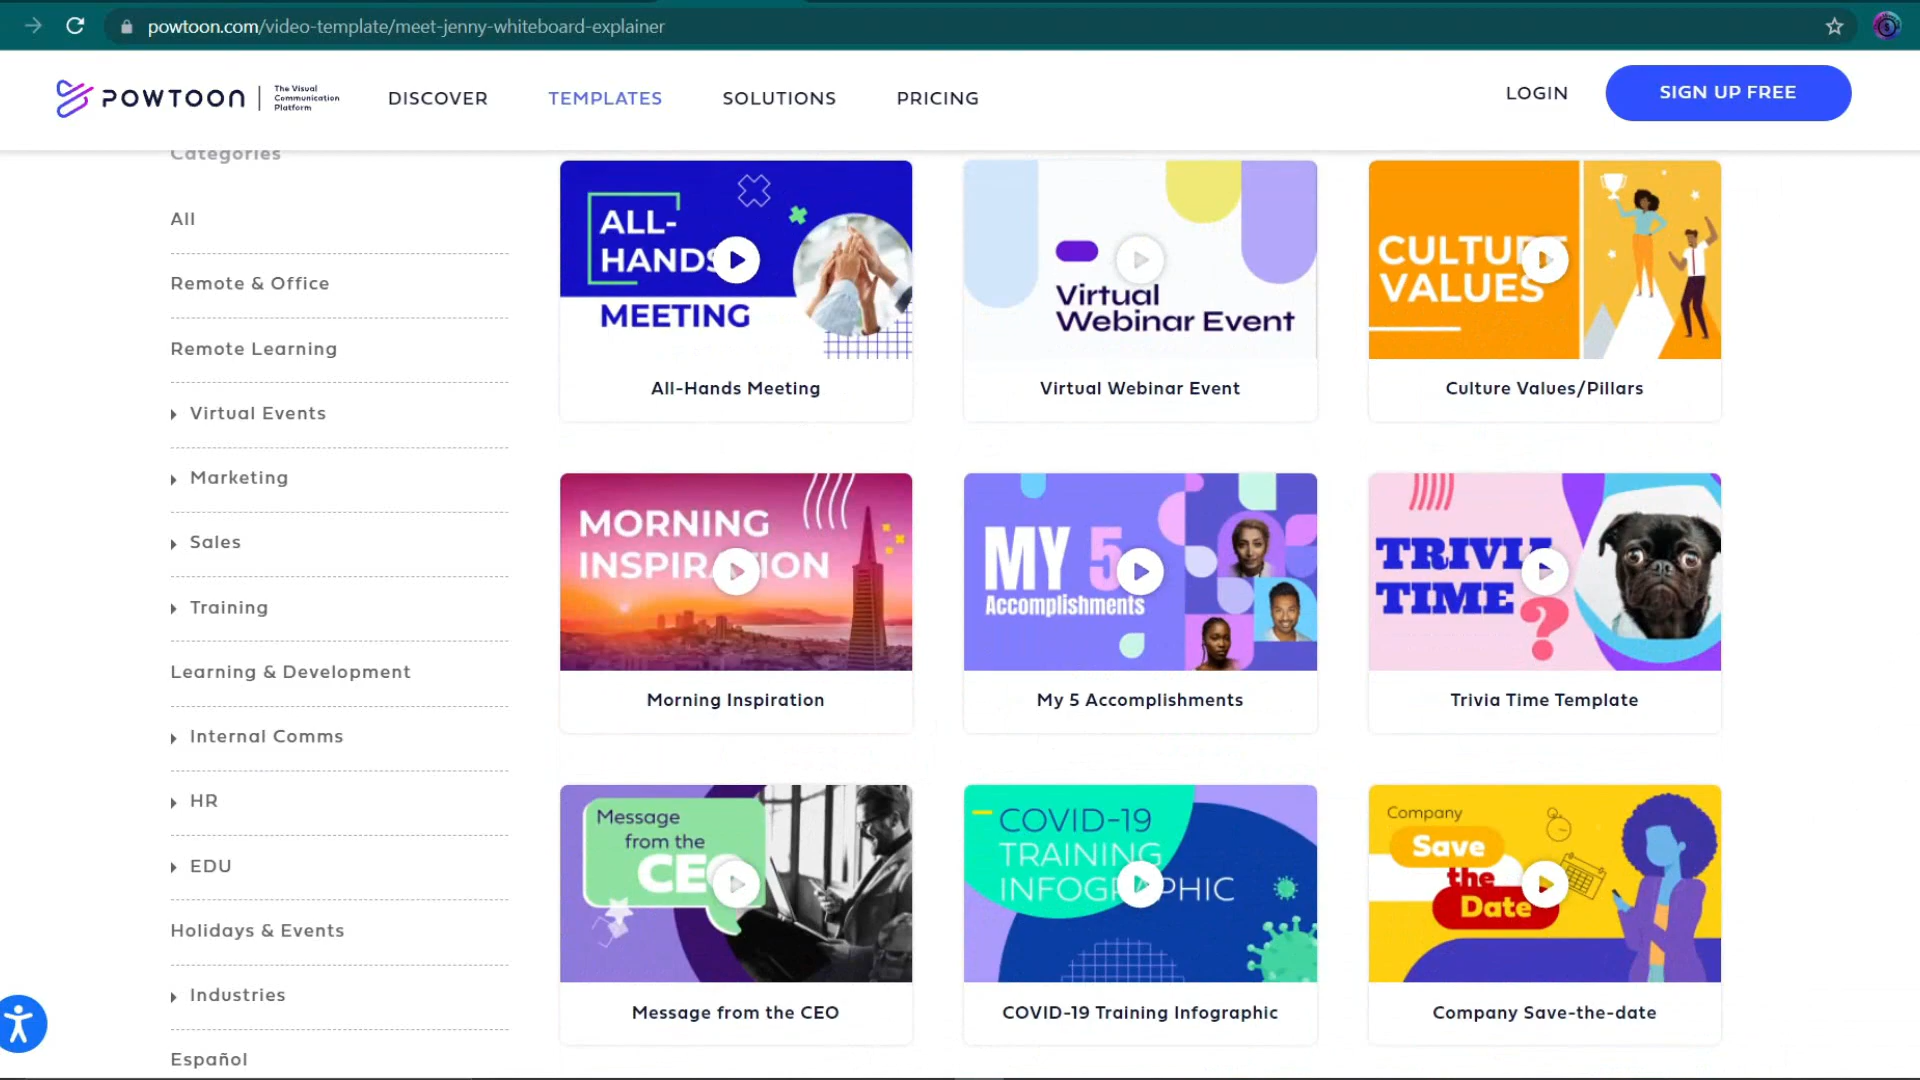 powtoon.com/video-template/meet-jenny-whiteboard-explainer
POWTOON
The Visual
Communication
Platform
DISCOVER
TEMPLATES
SOLUTIONS
PRICING
LOGIN
SIGN UP FREE
Categories
All
Remote & Office
Remote Learning
Virtual Events
Marketing
Sales
Training
Learning & Development
Internal Comms
HR
EDU
Holidays & Events
Industries
Español
ALL-
HANDS
MEETING
All-Hands Meeting
Virtual
Webinar Event
Virtual Webinar Event
CULTURE
VALUES
Culture Values/Pillars
MORNING
INSPIRATION
Morning Inspiration
MY 5
Accomplishments
My 5 Accomplishments
TRIVIA
TIME
?
Trivia Time Template
Message
from the
CEO
Message from the CEO
COVID-19
TRAINING
INFOGRAPHIC
COVID-19 Training Infographic
Company
Save
the
Date
Company Save-the-date